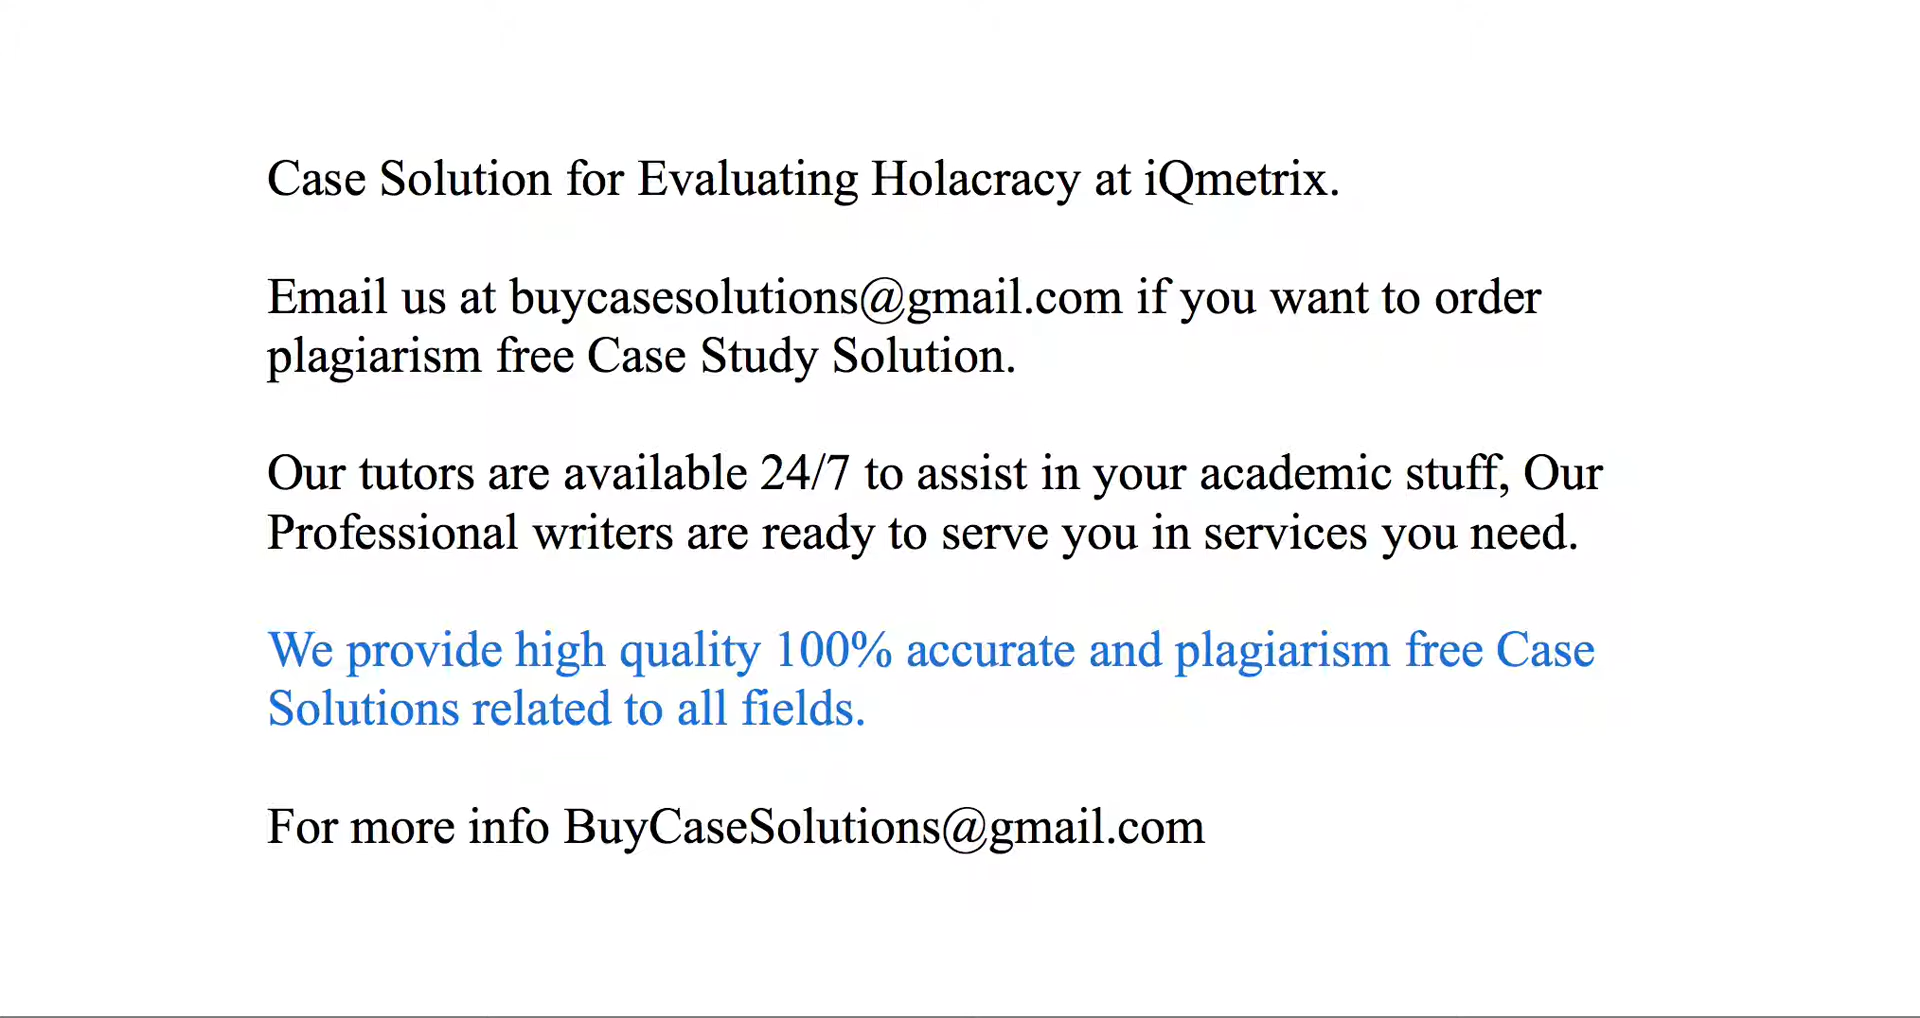 Case Solution for Evaluating Holacracy at iQmetrix.
Email us at buycasesolutions@gmail.com if you want to order
plagiarism free Case Study Solution.
Our tutors are available 24/7 to assist in your academic stuff, Our
Professional writers are ready to serve you in services you need.
We provide high quality 100% accurate and plagiarism free Case
Solutions related to all fields.
For more info BuyCaseSolutions@gmail.com